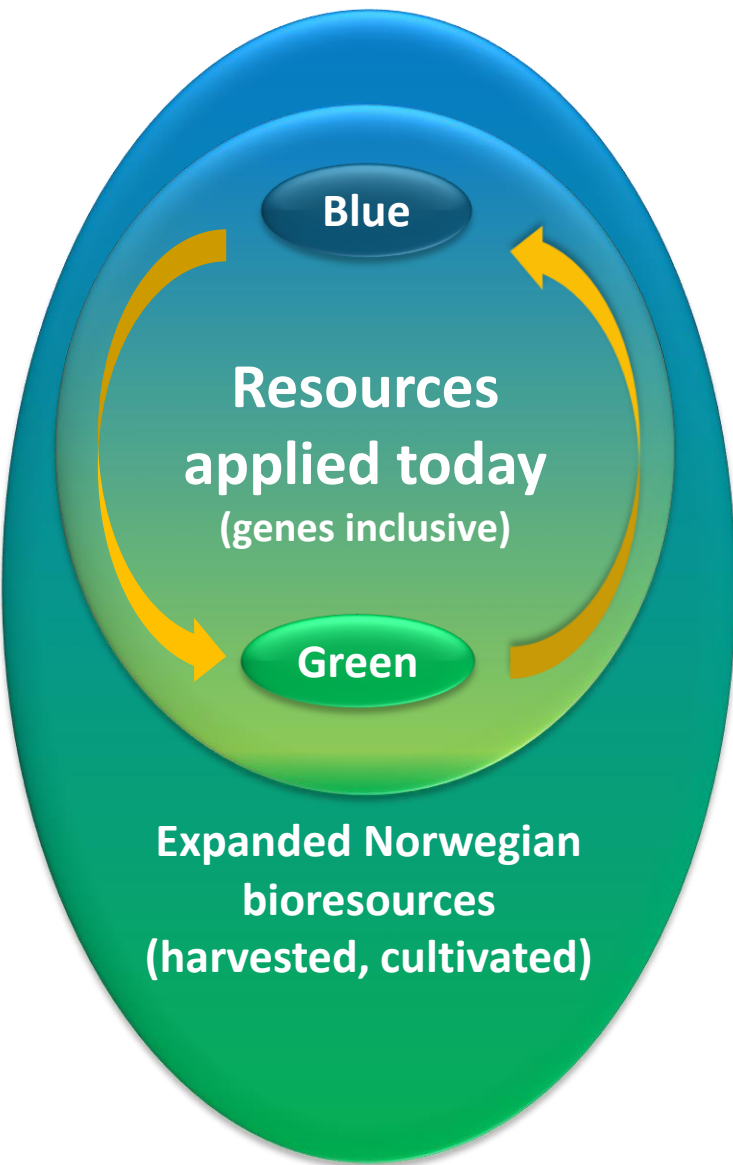 Blue
Resources
applied today
(genes inclusive)
Green
Expanded Norwegian
bioresources
(harvested, cultivated)